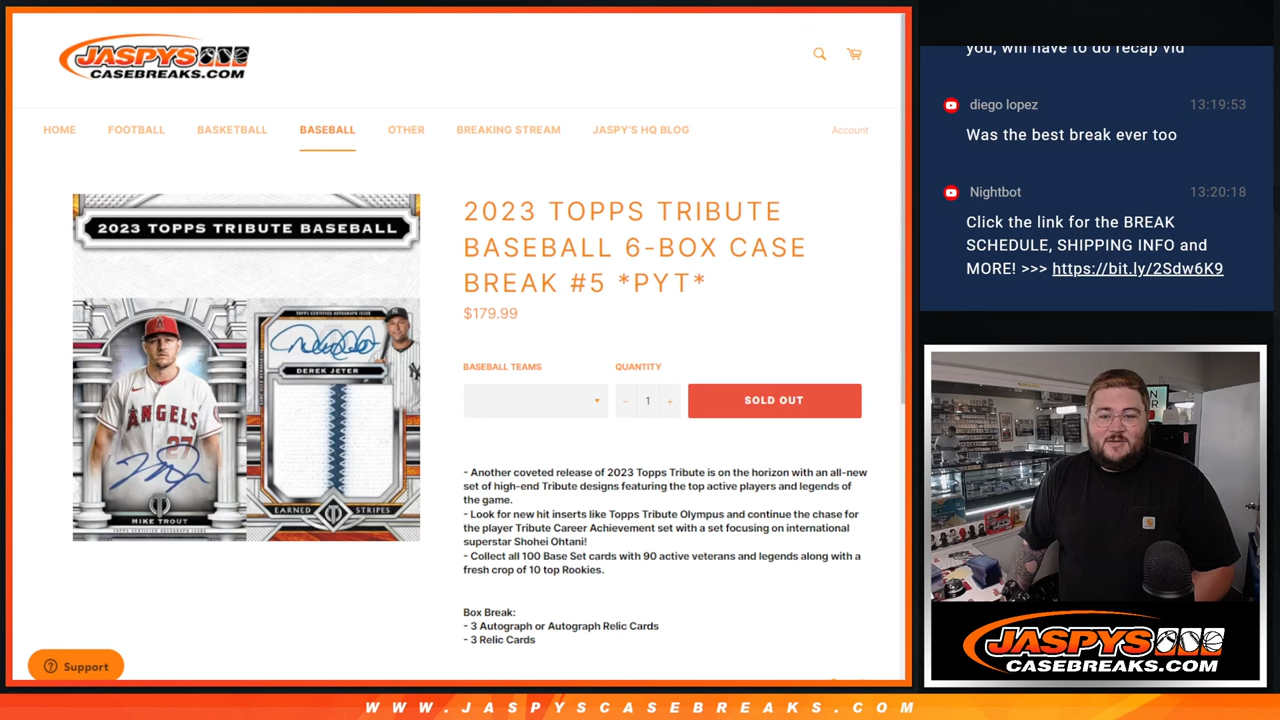 JASPYS
CASEBREAKS.COM
HOME
FOOTBALL
BASKETBALL
BASEBALL
OTHER
BREAKING STREAM
JASPY'S HQ BLOG
Account
2023 TOPPS TRIBUTE BASEBALL
ANGELS
27
MIKE TROUT
DEREK JETER
EARNED
STRIPES
2023 TOPPS TRIBUTE
BASEBALL 6-BOX CASE
BREAK #5 *PYT*
$179.99
BASEBALL TEAMS
QUANTITY
− 1 +
SOLD OUT
- Another coveted release of 2023 Topps Tribute is on the horizon with an all-new
set of high-end Tribute designs featuring the top active players and legends of
the game.
- Look for new hit inserts like Topps Tribute Olympus and continue the chase for
the player Tribute Career Achievement set with a set focusing on international
superstar Shohei Ohtani!
- Collect all 100 Base Set cards with 90 active veterans and legends along with a
fresh crop of 10 top Rookies.
Box Break:
- 3 Autograph or Autograph Relic Cards
- 3 Relic Cards
Support
you, will have to do recap vid
diego lopez
13:19:53
Was the best break ever too
Nightbot
13:20:18
Click the link for the BREAK
SCHEDULE, SHIPPING INFO and
MORE! >>> https://bit.ly/2Sdw6K9
JASPYS
CASEBREAKS.COM
WWW.JASPYSCASEBREAKS.COM